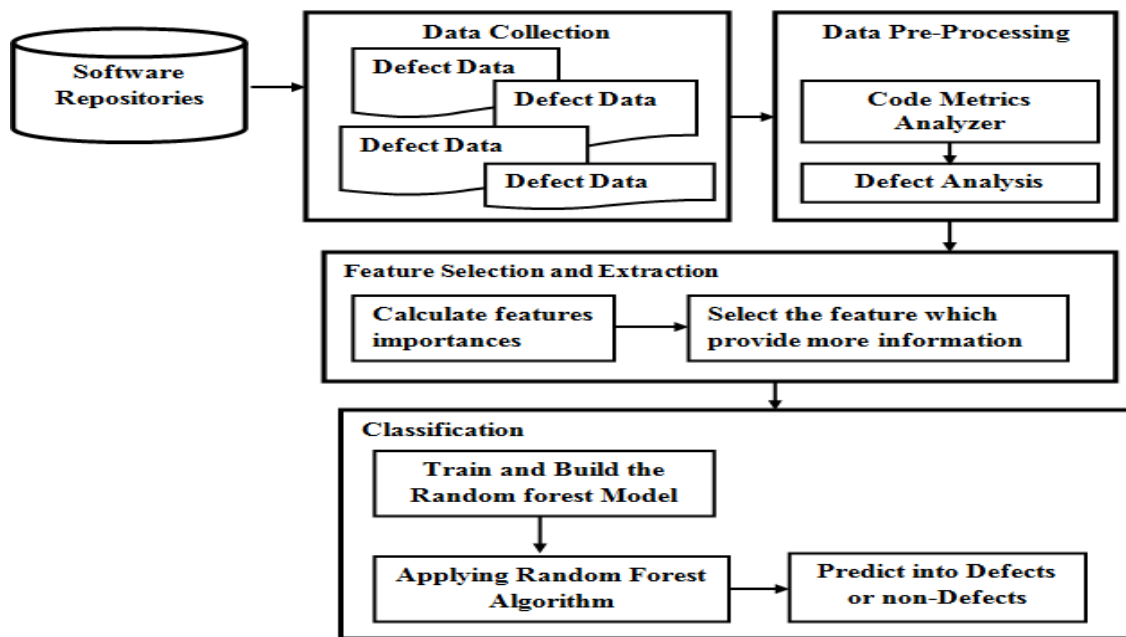 Software
Repositories
Data Collection
Defect Data
Defect Data
Defect Data
Defect Data
Data Pre-Processing
Code Metrics
Analyzer
Defect Analysis
Feature Selection and Extraction
Calculate features
importances
Select the feature which
provide more information
Classification
Train and Build the
Random forest Model
Applying Random Forest
Algorithm
Predict into Defects
or non-Defects